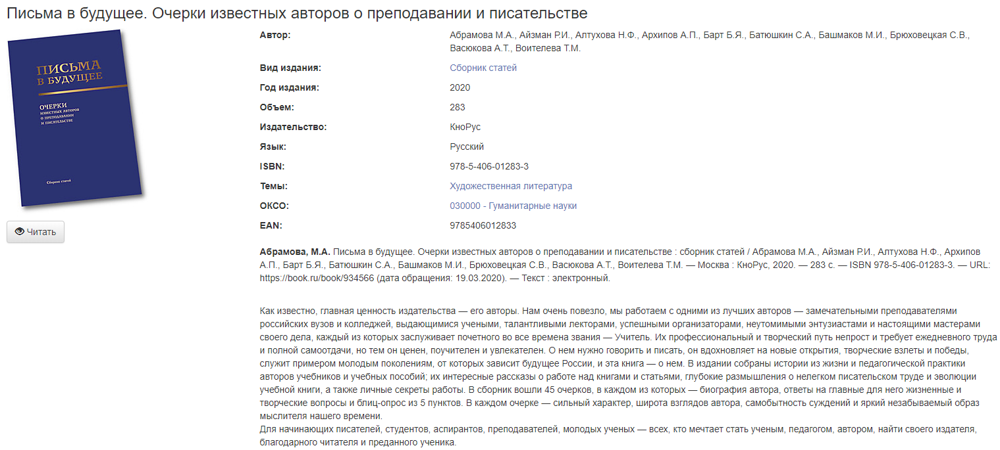 Письма в будущее. Очерки известных авторов о преподавании и писательстве
ПИСЬМА
В БУДУЩЕЕ
ОЧЕРКИ
ИЗВЕСТНЫХ АВТОРОВ
О ПРЕПОДАВАНИИ
И ПИСАТЕЛЬСТВЕ
Сборник статей
Читать
Автор: Абрамова М.А., Айзман Р.И., Алтухова Н.Ф., Архипов А.П., Барт Б.Я., Батюшкин С.А., Башмаков М.И., Брюховецкая С.В.,
Васюкова А.Т., Воителева Т.М.
Вид издания: Сборник статей
Год издания: 2020
Объем: 283
Издательство: КноРус
Язык: Русский
ISBN: 978-5-406-01283-3
Темы: Художественная литература
ОКСО: 030000 - Гуманитарные науки
EAN: 9785406012833
Абрамова, М.А. Письма в будущее. Очерки известных авторов о преподавании и писательстве : сборник статей / Абрамова М.А., Айзман Р.И., Алтухова Н.Ф., Архипов
А.П., Барт Б.Я., Батюшкин С.А., Башмаков М.И., Брюховецкая С.В., Васюкова А.Т., Воителева Т.М. — Москва : КноРус, 2020. — 283 с. — ISBN 978-5-406-01283-3. — URL:
https://book.ru/book/934566 (дата обращения: 19.03.2020). — Текст : электронный.
Как известно, главная ценность издательства — его авторы. Нам очень повезло, мы работаем с одними из лучших авторов — замечательными преподавателями
российских вузов и колледжей, выдающимися учеными, талантливыми лекторами, успешными организаторами, неутомимыми энтузиастами и настоящими мастерами
своего дела, каждый из которых заслуживает почетного во все времена звания — Учитель. Их профессиональный и творческий путь непрост и требует ежедневного труда
и полной самоотдачи, но тем он ценен, поучителен и увлекателен. О нем нужно говорить и писать, он вдохновляет на новые открытия, творческие взлеты и победы,
служит примером молодым поколениям, от которых зависит будущее России, и эта книга — о нем. В издании собраны истории из жизни и педагогической практики
авторов учебников и учебных пособий; их интересные рассказы о работе над книгами и статьями, глубокие размышления о нелегком писательском труде и эволюции
учебной книги, а также личные секреты работы. В сборник вошли 45 очерков, в каждом из которых — биография автора, ответы на главные для него жизненные и
творческие вопросы и блиц-опрос из 5 пунктов. В каждом очерке — сильный характер, широта взглядов автора, самобытность суждений и яркий незабываемый образ
мыслителя нашего времени.
Для начинающих писателей, студентов, аспирантов, преподавателей, молодых ученых — всех, кто мечтает стать ученым, педагогом, автором, найти своего издателя,
благодарного читателя и преданного ученика.